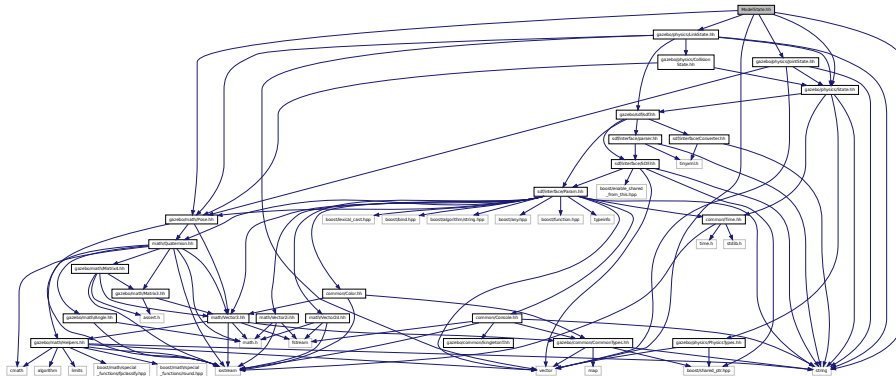 ModelState.hh
gazebo/physics/LinkState.hh
gazebo/physics/Collision
State.hh
gazebo/physics/JointState.hh
gazebo/physics/State.hh
gazebo/sdf/sdf.hh
sdf/interface/parser.hh
sdf/interface/Converter.hh
sdf/interface/SDF.hh
tinyxml.h
boost/enable_shared
_from_this.hpp
sdf/interface/Param.hh
gazebo/math/Pose.hh
boost/lexical_cast.hpp
boost/bind.hpp
boost/algorithm/string.hpp
boost/any.hpp
boost/function.hpp
typeinfo
common/Time.hh
math/Quaternion.hh
time.h
stdlib.h
gazebo/math/Matrix4.hh
gazebo/math/Matrix3.hh
common/Color.hh
gazebo/math/Angle.hh
assert.h
math/Vector3.hh
math/Vector2i.hh
math/Vector2d.hh
common/Console.hh
gazebo/math/Helpers.hh
math.h
fstream
gazebo/common/SingletonT.hh
gazebo/common/CommonTypes.hh
gazebo/physics/PhysicsTypes.hh
cmath
algorithm
limits
boost/math/special
_functions/fpclassify.hpp
boost/math/special
_functions/round.hpp
iostream
vector
map
boost/shared_ptr.hpp
string